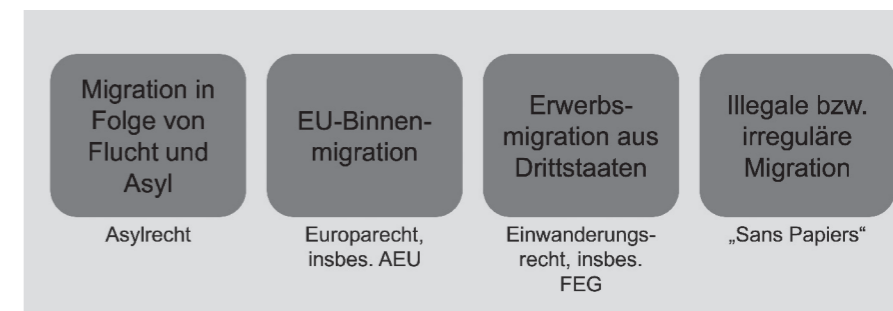 Migration in
Folge von
Flucht und
Asyl
Asylrecht
EU-Binnen-
migration
Europarecht,
insbes. AEU
Erwerbs-
migration aus
Drittstaaten
Einwanderungs-
recht, insbes.
FEG
Illegale bzw.
irreguläre
Migration
„Sans Papiers“